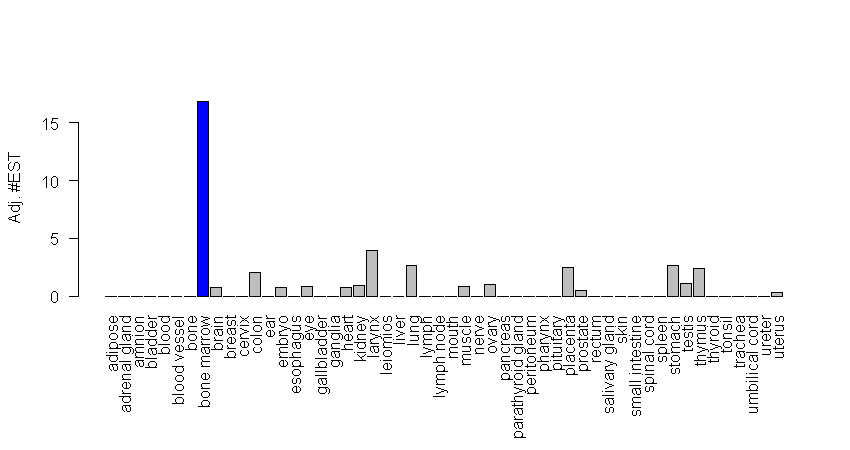 Adj. #EST
15
10
5
0
adipose
adrenal gland
amnion
bladder
blood
blood vessel
bone
bone marrow
brain
breast
cervix
colon
ear
embryo
esophagus
eye
gallbladder
ganglia
heart
kidney
larynx
leiomios
liver
lung
lymph
lymph node
mouth
muscle
nerve
ovary
pancreas
parathyroid gland
peritoneum
pharynx
pituitary
placenta
prostate
rectum
salivary gland
skin
small intestine
spinal cord
spleen
stomach
testis
thymus
thyroid
tonsil
trachea
umbilical cord
ureter
uterus